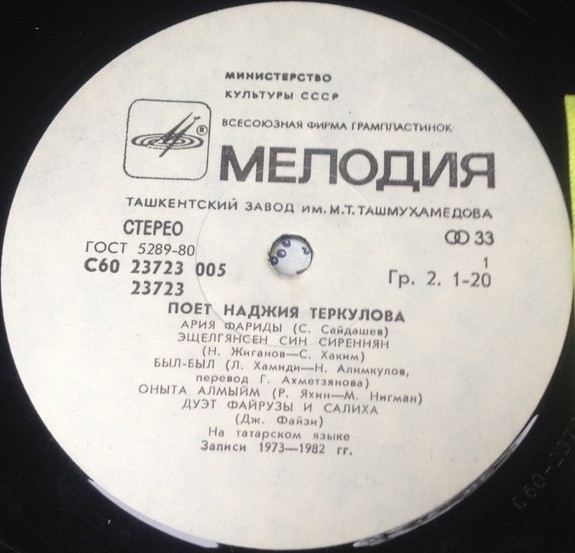 МИНИСТЕРСТВО
КУЛЬТУРЫ СССР
ВСЕСОЮЗНАЯ ФИРМА ГРАМПЛАСТИНОК
®
МЕЛОДИЯ
ТАШКЕНТСКИЙ ЗАВОД ИМ. М. Т. ТАШМУХАМЕДОВА
СТЕРЕО
33
ГОСТ 5289-80
1
С60 23723 005
Гр. 2. 1-20
23723
ПОЕТ НАДЖИЯ ТЕРКУЛОВА
АРИЯ ФАРИДЫ (С. Сайдашев)
ЭЩЕЛГЯНСЕН СИН СИРЕННЯН
(Н. Жиганов—С. Хаким)
БЫЛ-БЫЛ (Л. Хамиди—Н. Алимкулов,
перевод Г. Ахметзянова)
ОНЫТА АЛМЫЙМ (Р. Яхин—М. Нигман)
ДУЭТ ФАЙРУЗЫ И САЛИХА
(Дж. Файзи)
На татарском языке
Записи 1973—1982 гг.